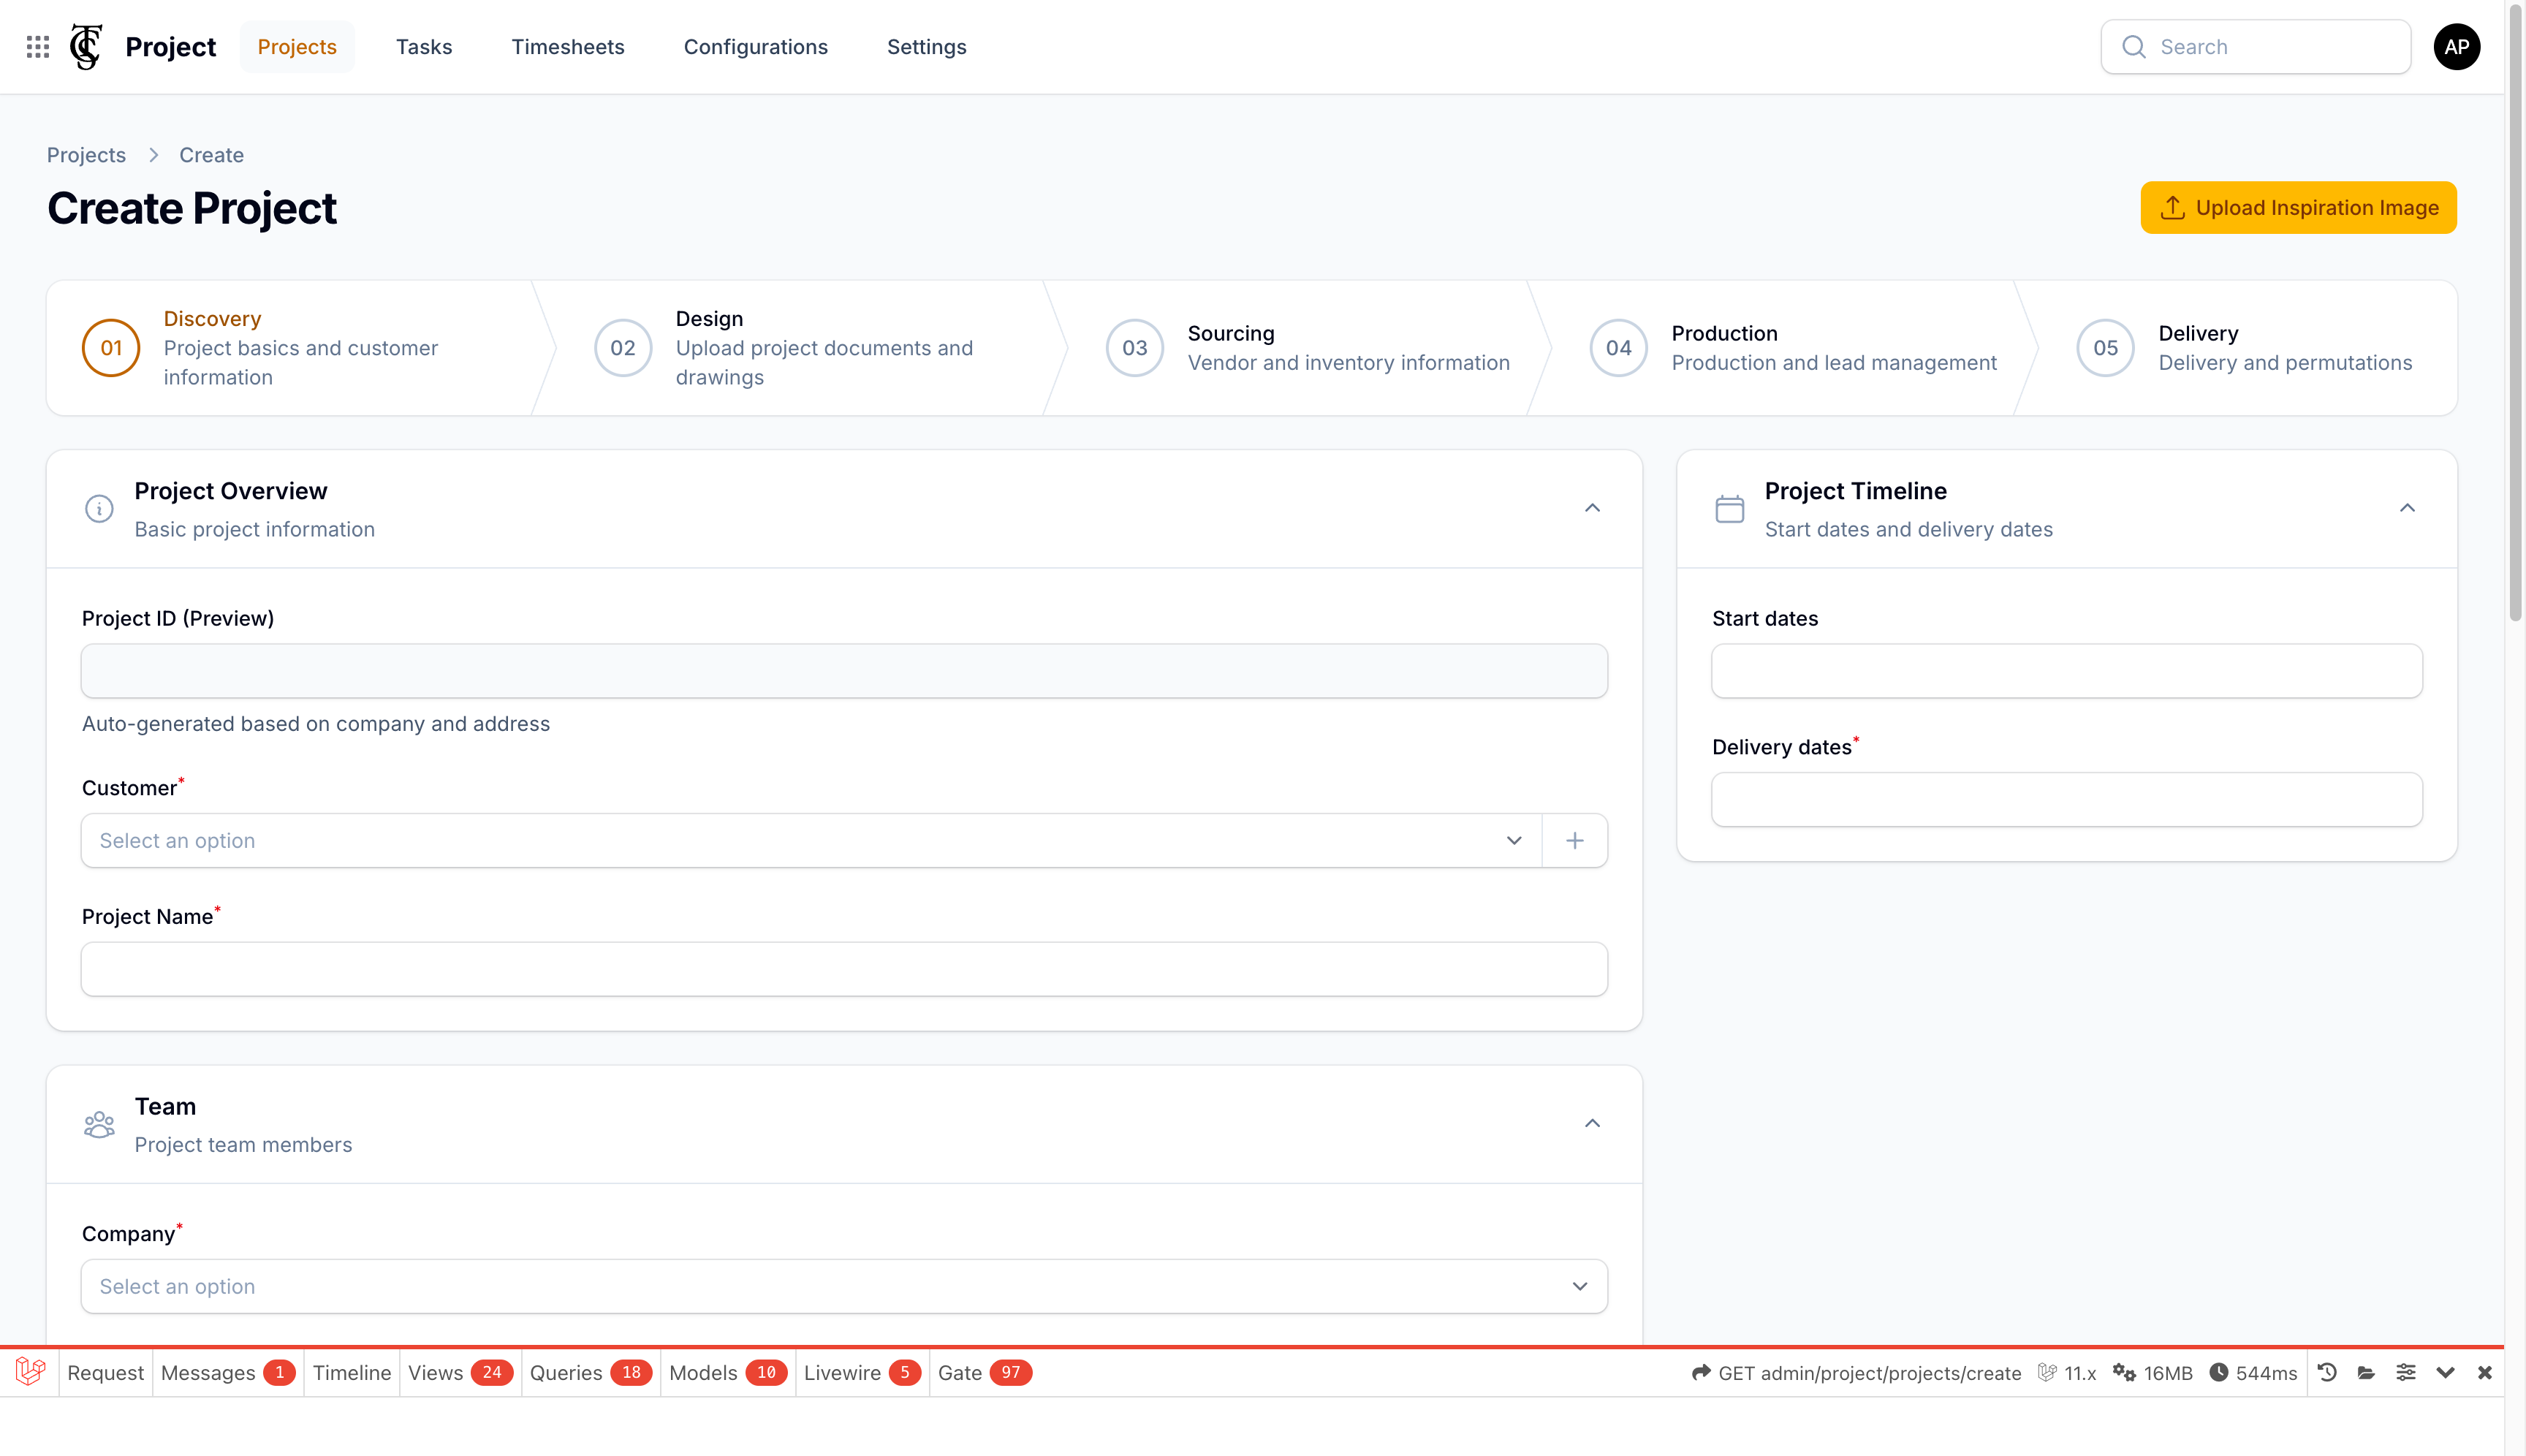 Project
Projects
Tasks
Timesheets
Configurations
Settings
Search
AP
Projects
Create
Create Project
Upload Inspiration Image
01
Discovery
Project basics and customer
information
02
Design
Upload project documents and
drawings
03
Sourcing
Vendor and inventory information
04
Production
Production and lead management
05
Delivery
Delivery and permutations
Project Overview
Basic project information
Project ID (Preview)
Auto-generated based on company and address
Customer*
Select an option
Project Name*
Project Timeline
Start dates and delivery dates
Start dates
Delivery dates*
Team
Project team members
Company*
Select an option
Request
Messages 1
Timeline
Views 24
Queries 18
Models 10
Livewire 5
Gate 97
GET admin/project/projects/create
11.x
16MB
544ms